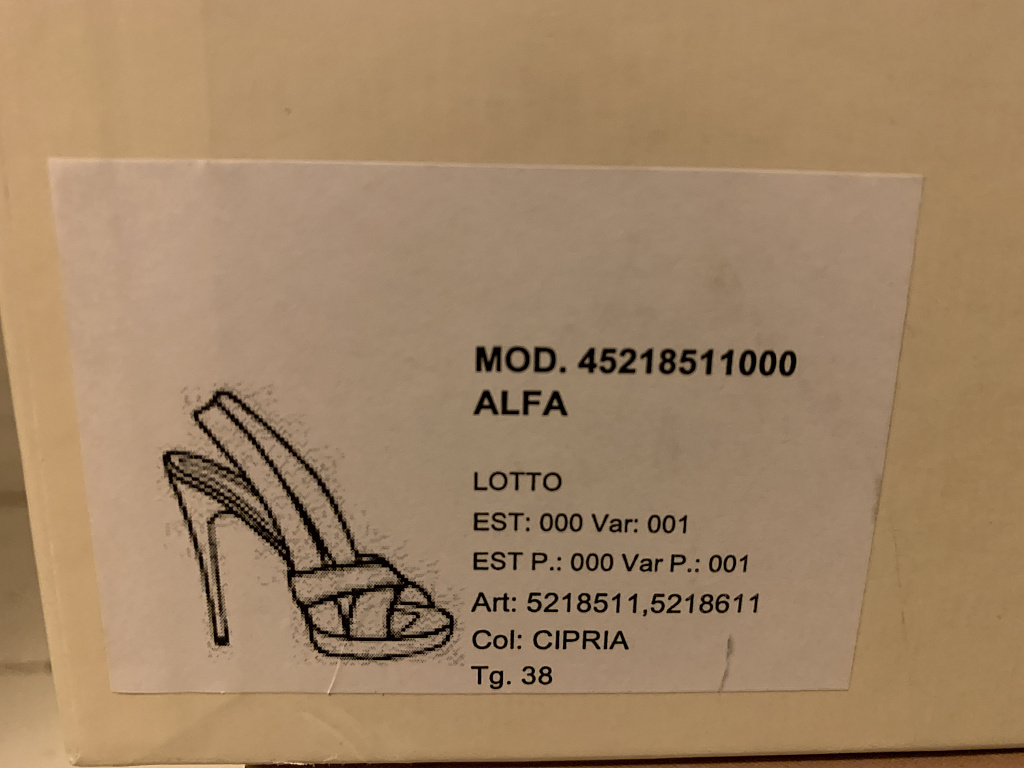 MOD. 45218511000
ALFA
LOTTO
EST: 000 Var: 001
EST P.: 000 Var P.: 001
Art: 5218511,5218611
Col: CIPRIA
Tg. 38